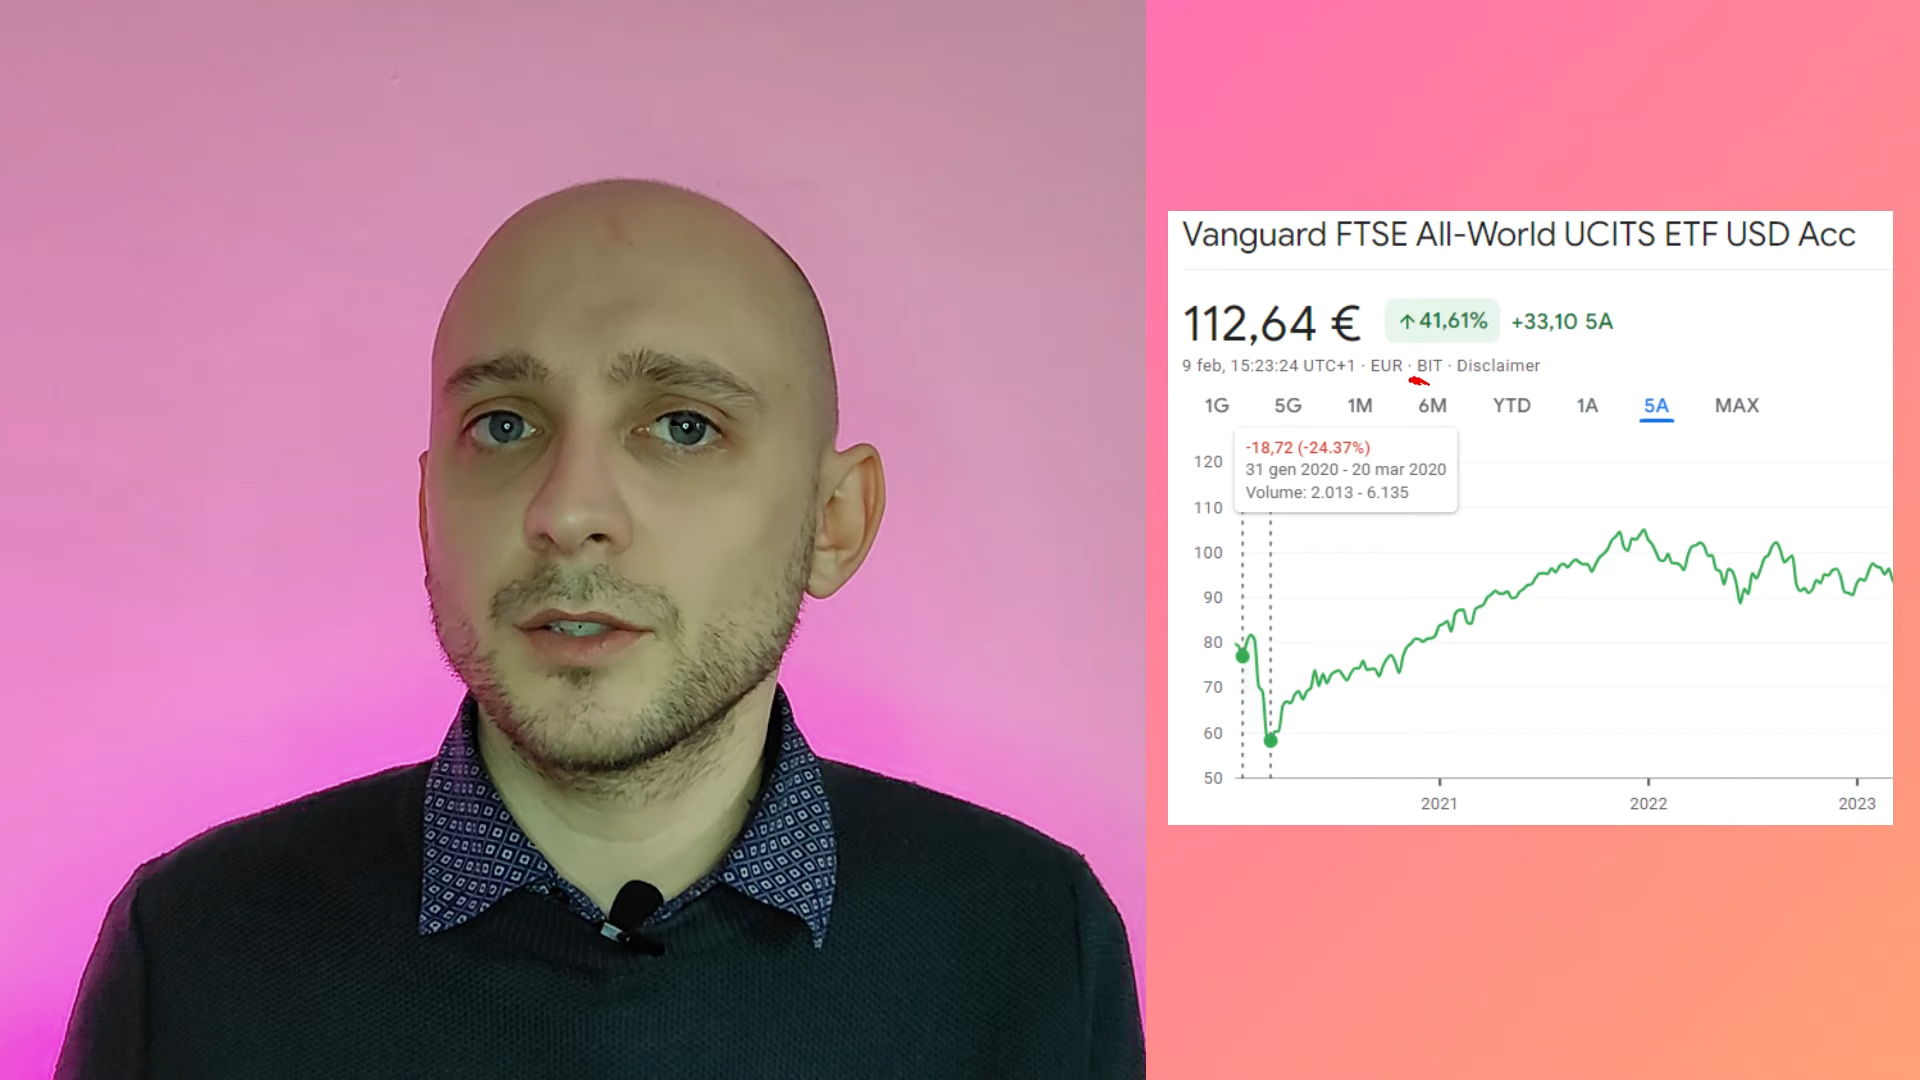 Vanguard FTSE All-World UCITS ETF USD Acc
112,64 € ↑41,61% +33,10 5A
9 feb, 15:23:24 UTC+1 · EUR · BIT · Disclaimer
1G 5G 1M 6M YTD 1A 5A MAX
-18,72 (-24.37%)
31 gen 2020 - 20 mar 2020
Volume: 2.013 - 6.135
120
110
100
90
80
70
60
50
2021 2022 2023